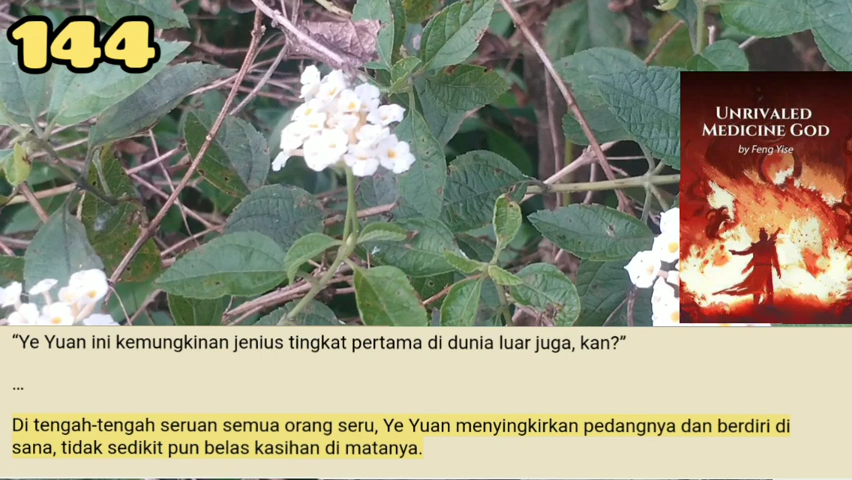 144
UNRIVALED
MEDICINE GOD
by Feng Yise
“Ye Yuan ini kemungkinan jenius tingkat pertama di dunia luar juga, kan?”
...
Di tengah-tengah seruan semua orang seru, Ye Yuan menyingkirkan pedangnya dan berdiri di
sana, tidak sedikit pun belas kasihan di matanya.